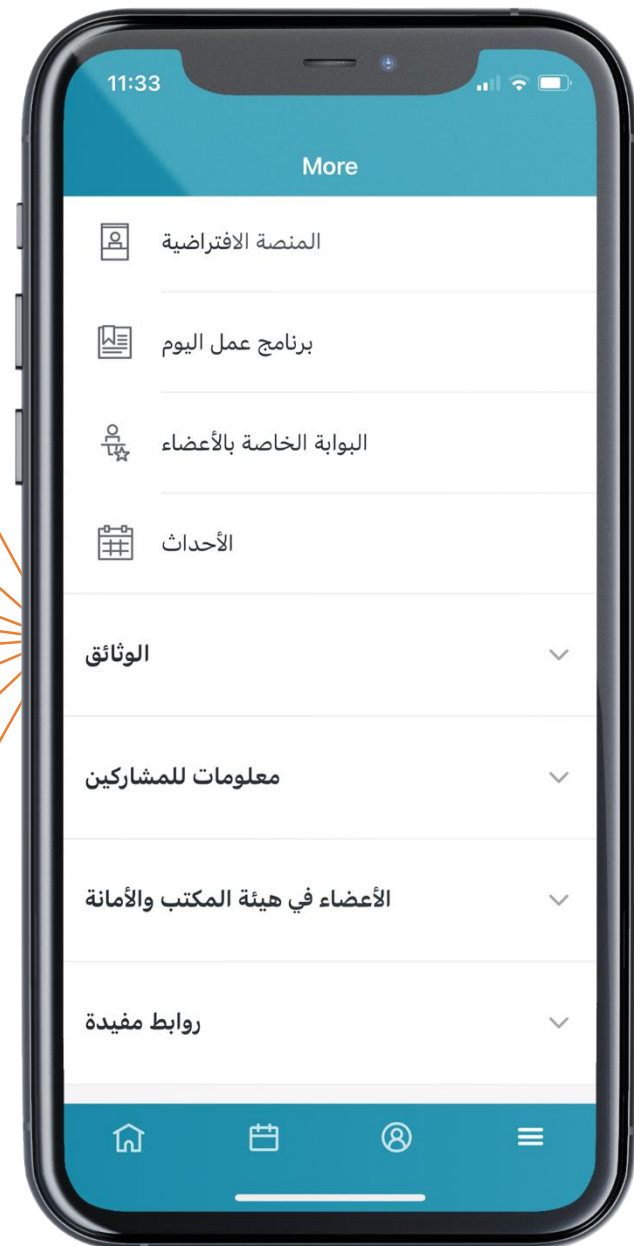 11:33
More
المنصة الافتراضية
برنامج عمل اليوم
البوابة الخاصة بالأعضاء
الأحداث
الوثائق
معلومات للمشاركين
الأعضاء في هيئة المكتب والأمانة
روابط مفيدة